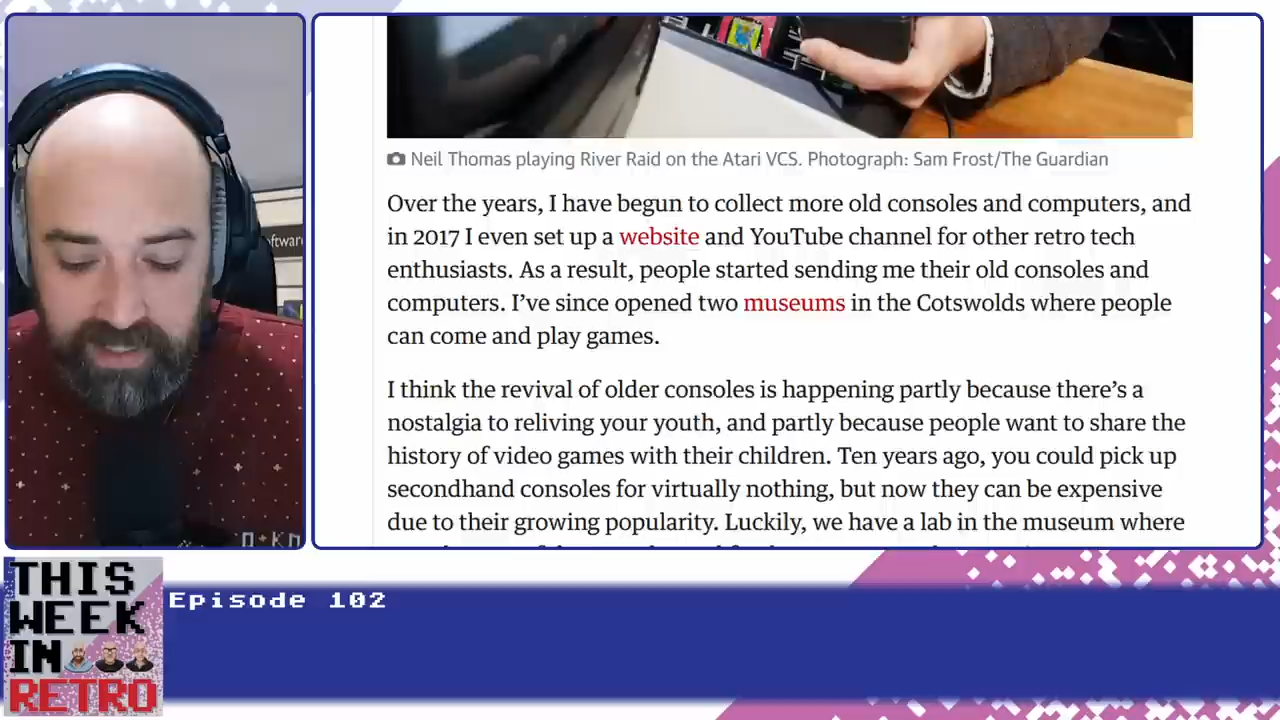 Neil Thomas playing River Raid on the Atari VCS. Photograph: Sam Frost/The Guardian
Over the years, I have begun to collect more old consoles and computers, and
in 2017 I even set up a website and YouTube channel for other retro tech
enthusiasts. As a result, people started sending me their old consoles and
computers. I’ve since opened two museums in the Cotswolds where people
can come and play games.
I think the revival of older consoles is happening partly because there’s a
nostalgia to reliving your youth, and partly because people want to share the
history of video games with their children. Ten years ago, you could pick up
secondhand consoles for virtually nothing, but now they can be expensive
due to their growing popularity. Luckily, we have a lab in the museum where
THIS
WEEK
IN
RETRO
Episode 102